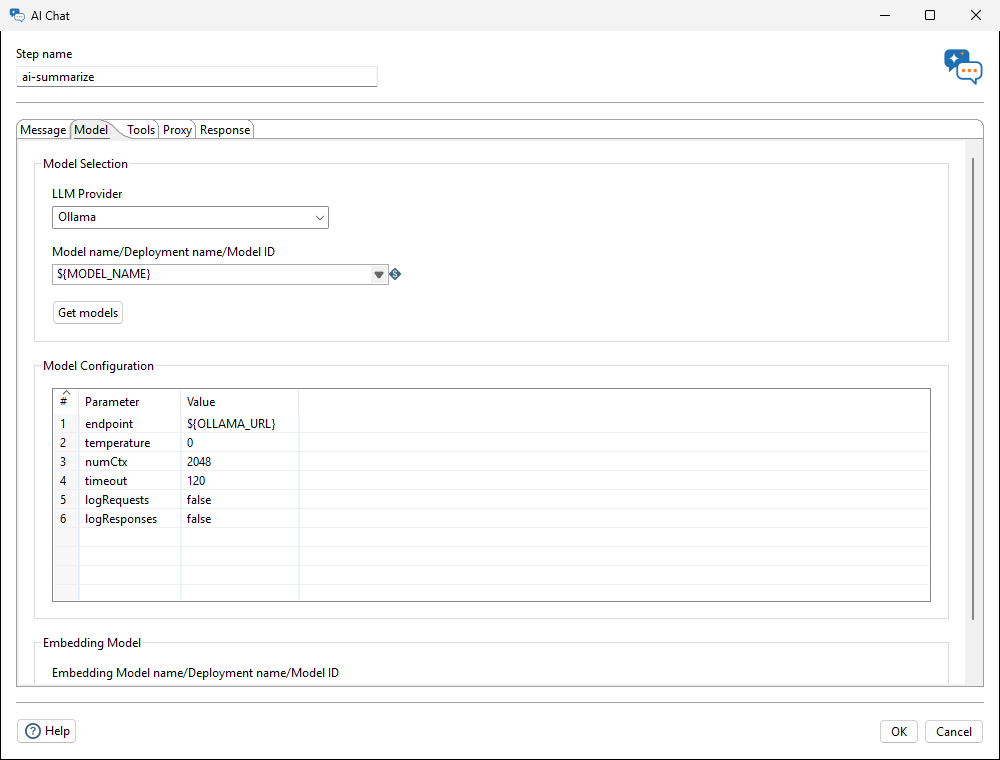 AI Chat
Step name
ai-summarize
Message Model Tools Proxy Response
Model Selection
LLM Provider
Ollama
Model name/Deployment name/Model ID
${MODEL_NAME}
Get models
Model Configuration
# Parameter Value
1 endpoint ${OLLAMA_URL}
2 temperature 0
3 numCtx 2048
4 timeout 120
5 logRequests false
6 logResponses false
Embedding Model
Embedding Model name/Deployment name/Model ID
? Help OK Cancel